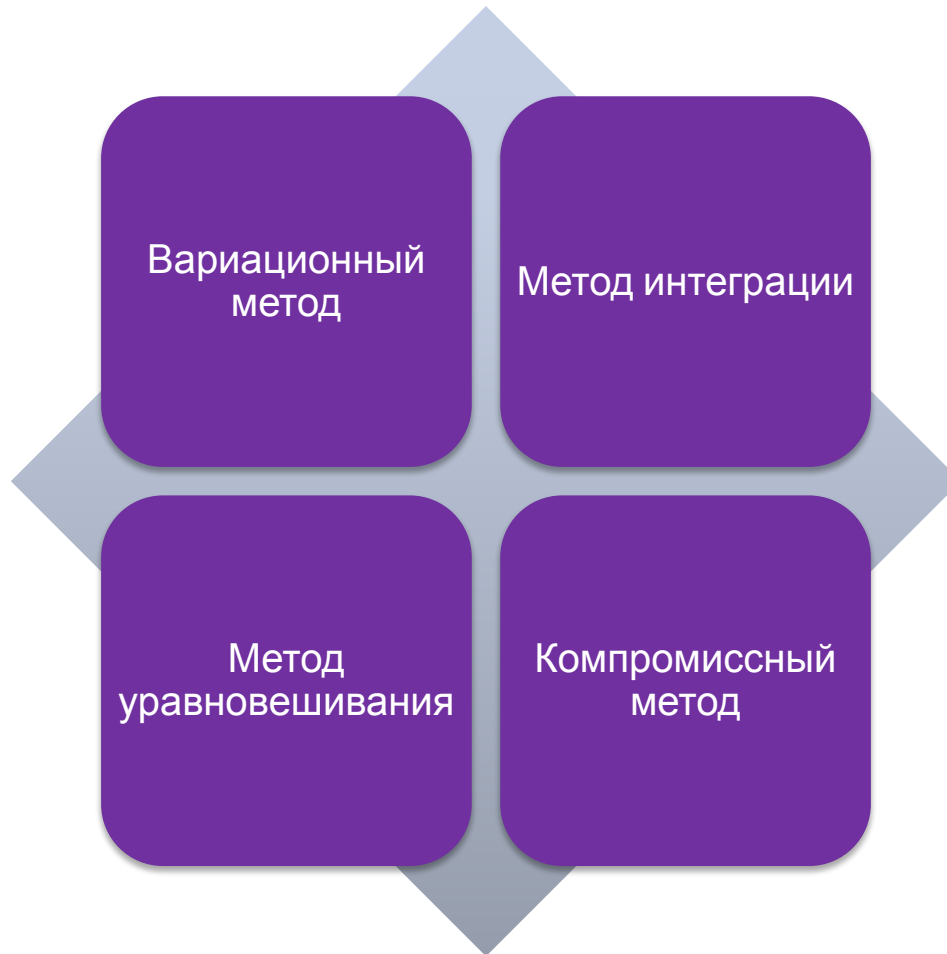 Вариационный
метод
Метод интеграции
Метод
уравновешивания
Компромиссный
метод